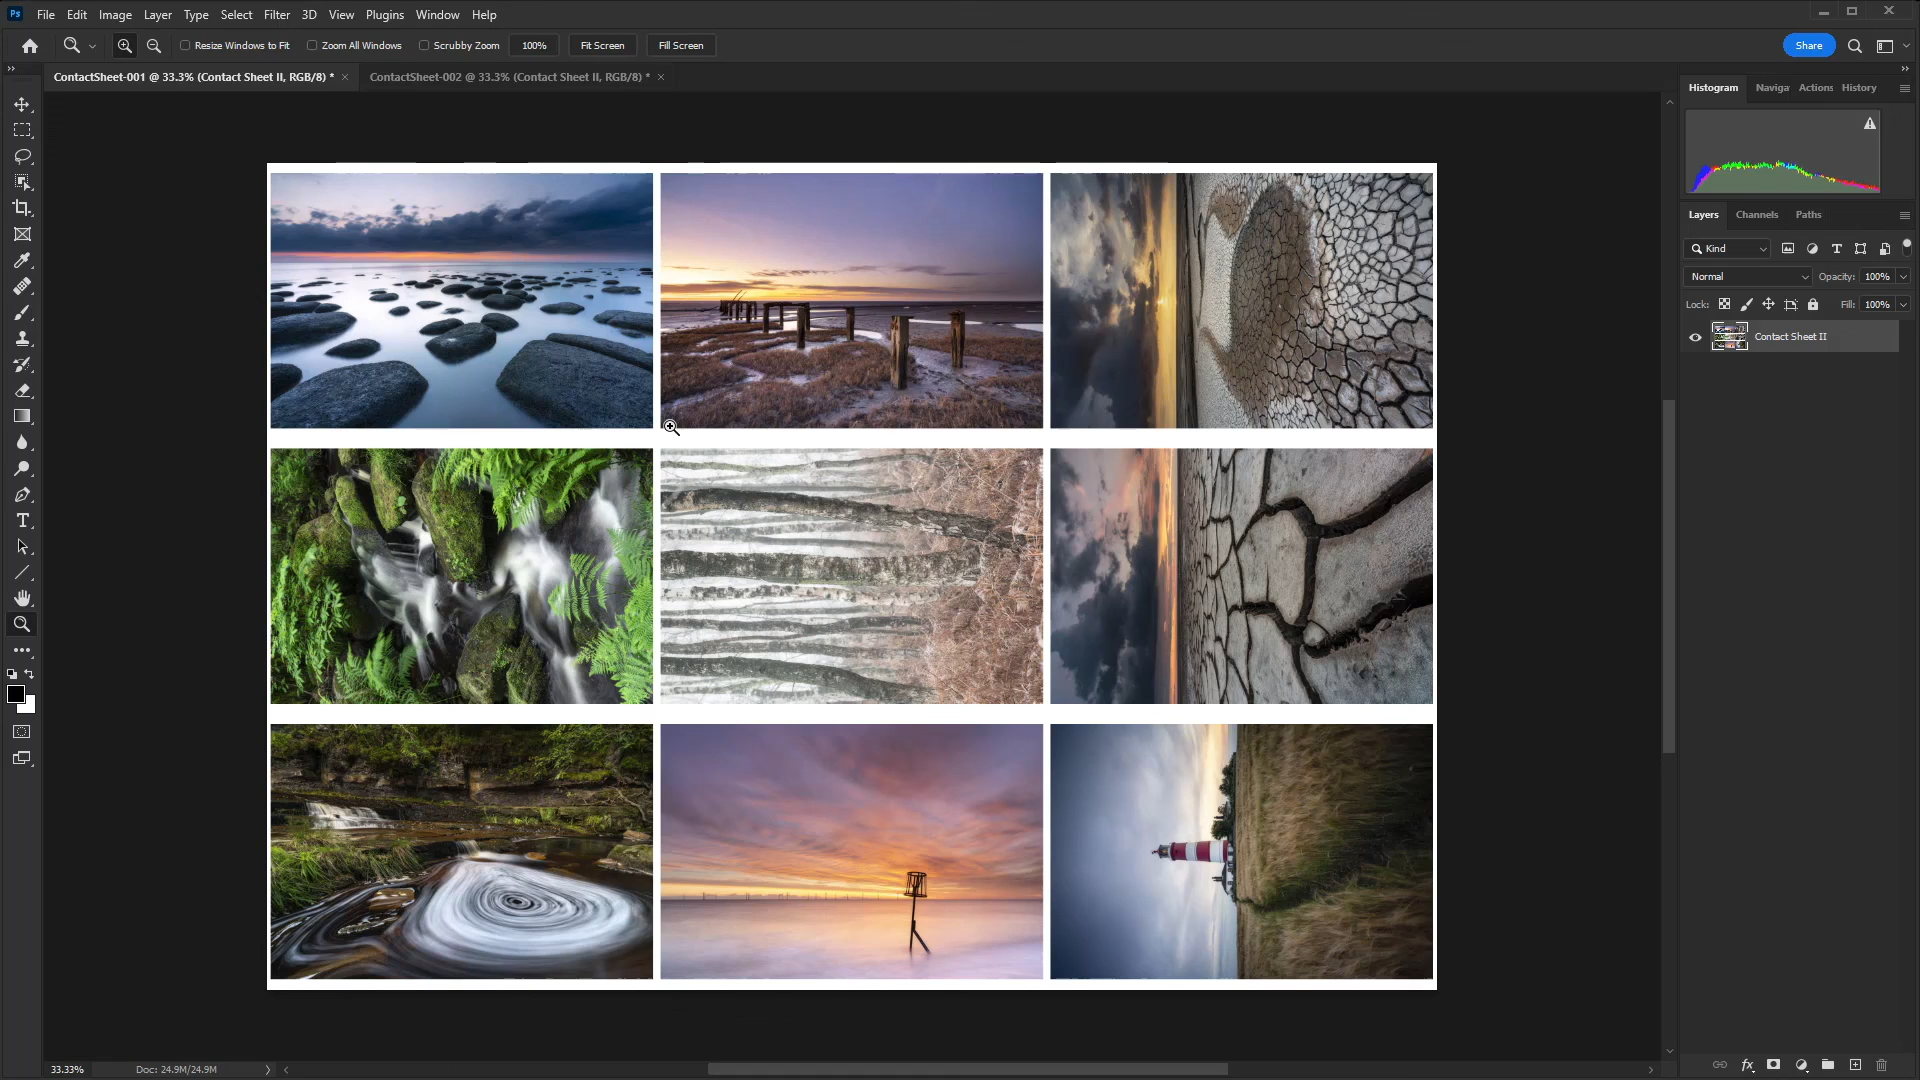 Ps File Edit Image Layer Type Select Filter 3D View Plugins Window Help
Resize Windows to Fit Zoom All Windows Scrubby Zoom 100% Fit Screen Fill Screen Share
ContactSheet-001 @ 33.3% (Contact Sheet II, RGB/8) * × ContactSheet-002 @ 33.3% (Contact Sheet II, RGB/8) * ×
Histogram Naviga Actions History
Layers Channels Paths
Kind
Normal Opacity: 100%
Lock: Fill: 100%
Contact Sheet II
33.33% Doc: 24.9M/24.9M